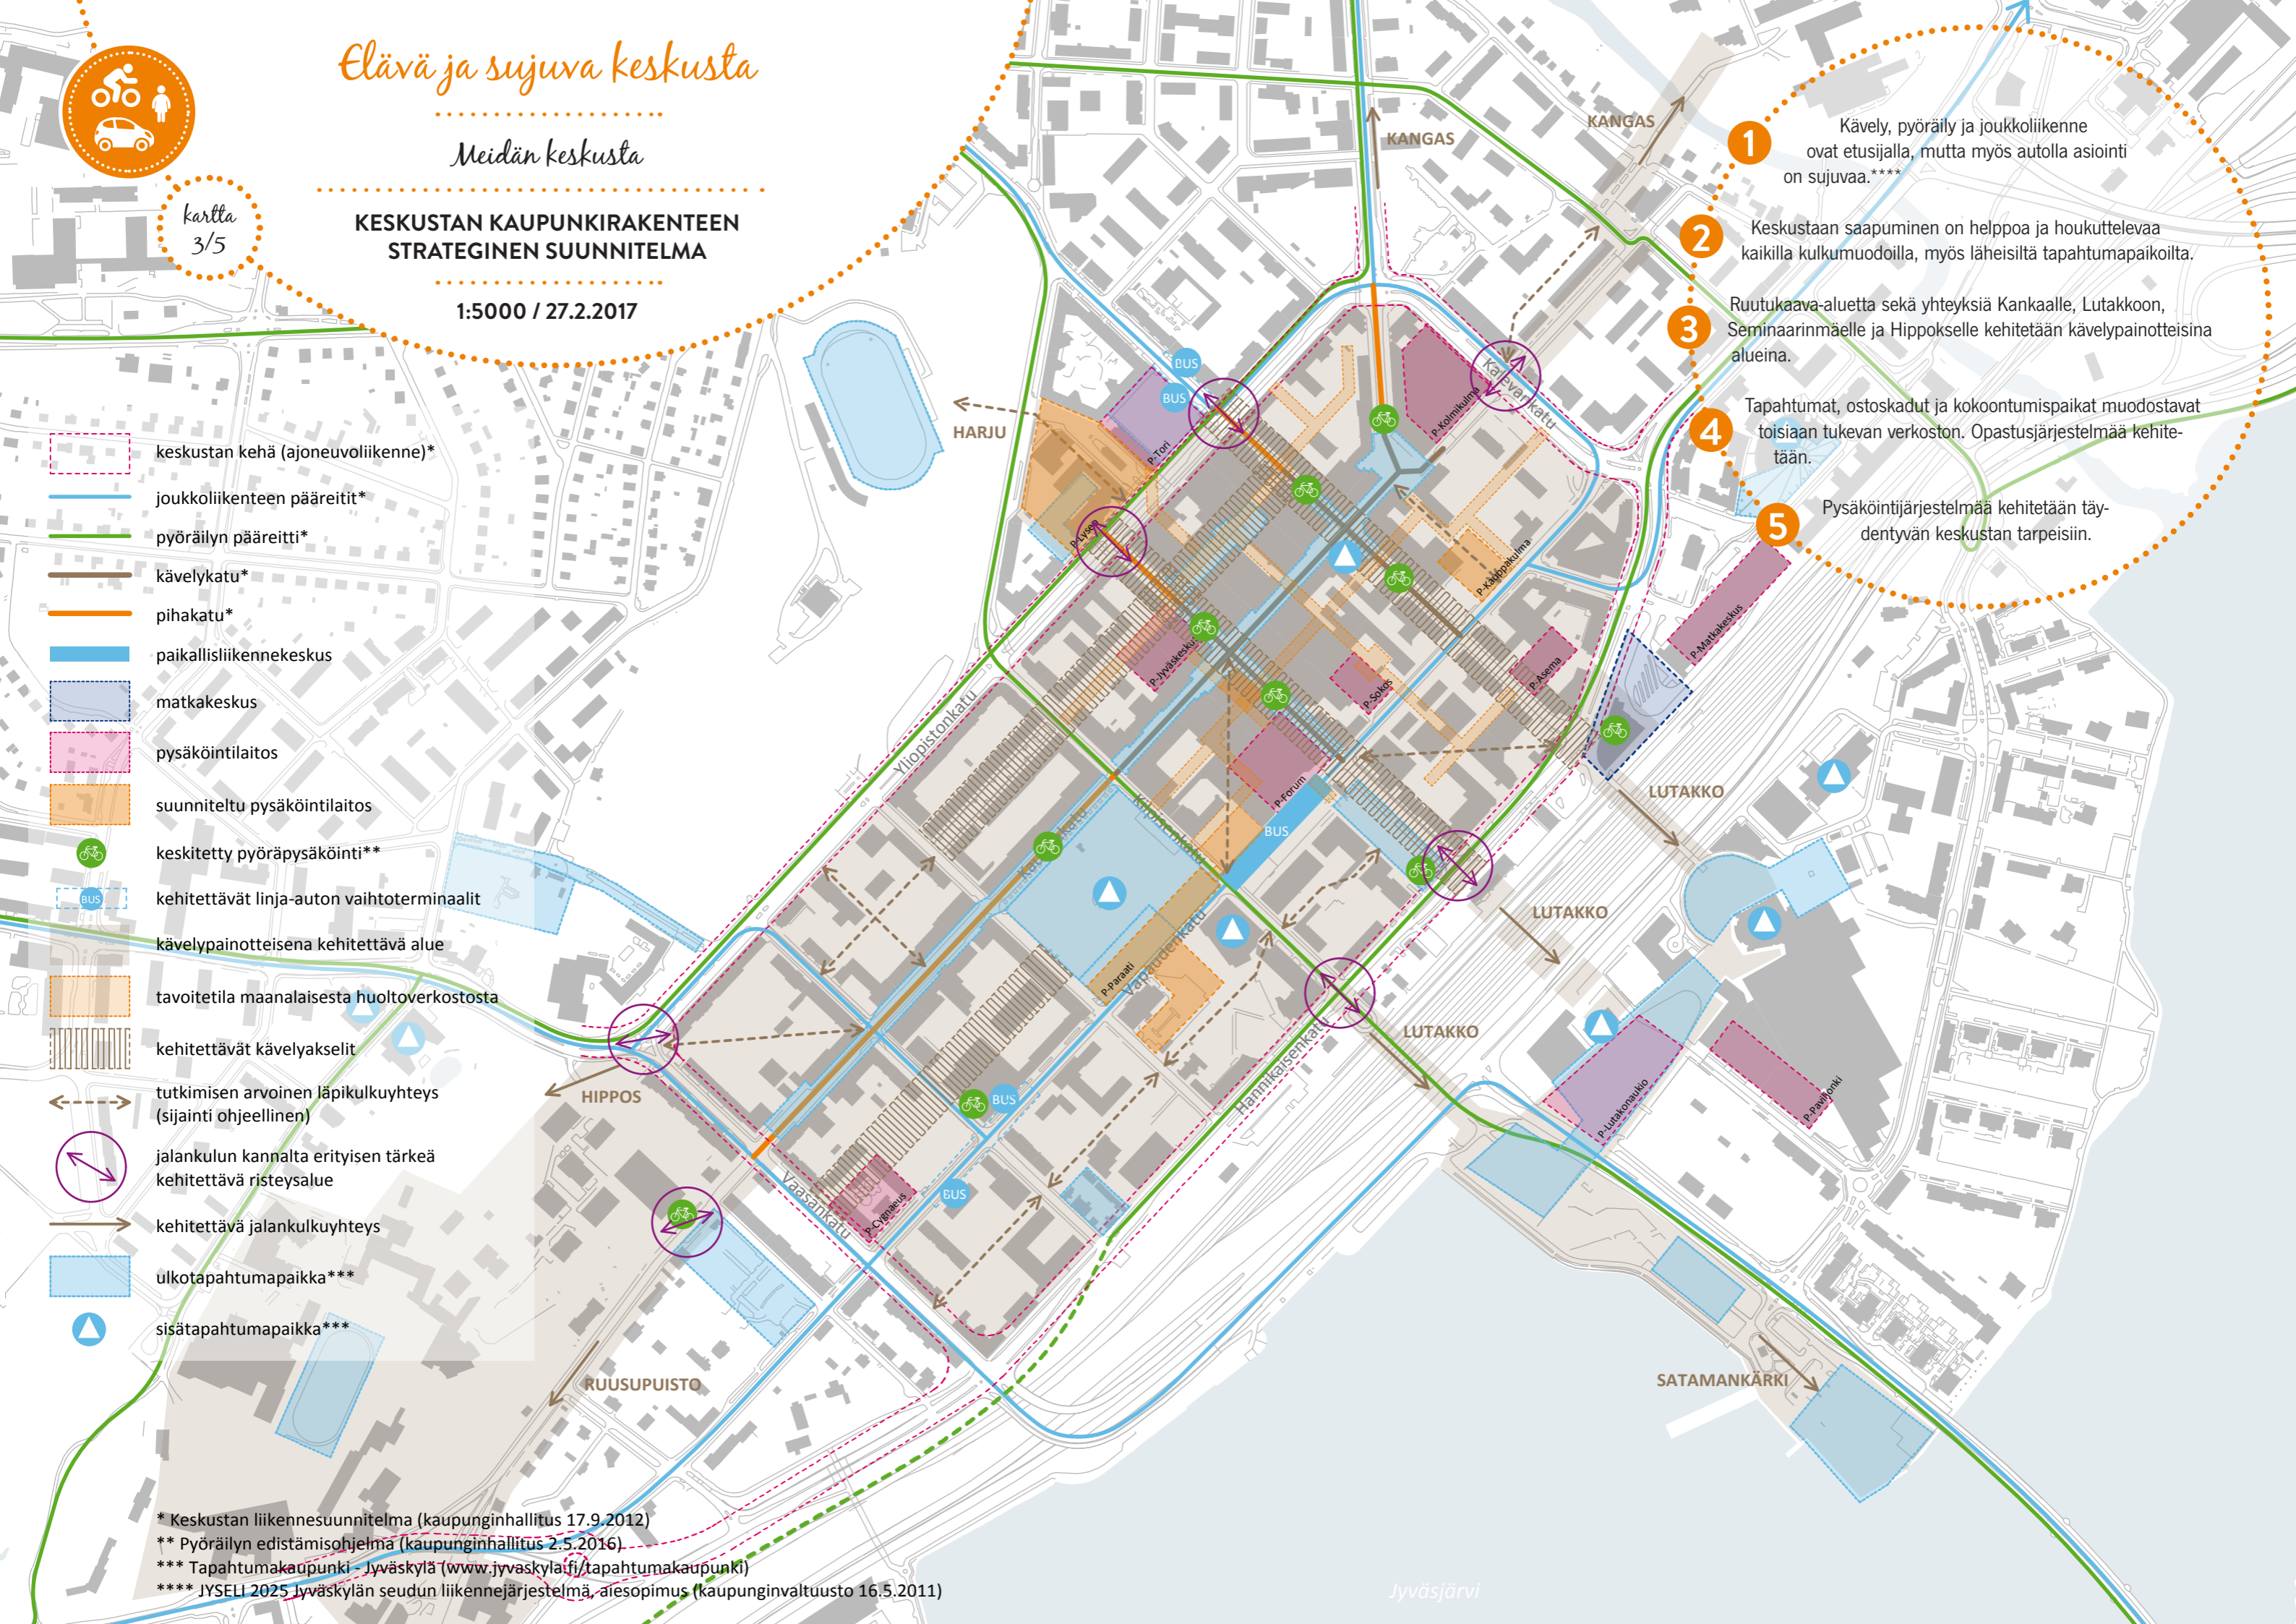 Elävä ja sujuva keskusta
Meidän keskusta
KESKUSTAN KAUPUNKIRAKENTEEN
STRATEGINEN SUUNNITELMA
1:5000 / 27.2.2017
kartta
3/5
1
Kävely, pyöräily ja joukkoliikenne
ovat etusijalla, mutta myös autolla asiointi
on sujuvaa.****
2
Keskustaan saapuminen on helppoa ja houkuttelevaa
kaikilla kulkumuodoilla, myös läheisiltä tapahtumapaikoilta.
3
Ruutukaava-aluetta sekä yhteyksiä Kankaalle, Lutakkoon,
Seminaarinmäelle ja Hippokselle kehitetään kävelypainotteisina
alueina.
4
Tapahtumat, ostoskadut ja kokoontumispaikat muodostavat
toisiaan tukevan verkoston. Opastusjärjestelmää kehite-
tään.
5
Pysäköintijärjestelmää kehitetään täy-
dentyvän keskustan tarpeisiin.
keskustan kehä (ajoneuvoliikenne)*
joukkoliikenteen pääreitit*
pyöräilyn pääreitti*
kävelykatu*
pihakatu*
paikallisliikennekeskus
matkakeskus
pysäköintilaitos
suunniteltu pysäköintilaitos
keskitetty pyöräpysäköinti**
BUS
kehitettävät linja-auton vaihtoterminaalit
kävelypainotteisena kehitettävä alue
tavoitetila maanalaisesta huoltoverkostosta
kehitettävät kävelyakselit
tutkimisen arvoinen läpikulkuyhteys
(sijainti ohjeellinen)
jalankulun kannalta erityisen tärkeä
kehitettävä risteysalue
kehitettävä jalankulkuyhteys
ulkotapahtumapaikka***
sisätapahtumapaikka***
KANGAS
KANGAS
HARJU
BUS
BUS
P-Tori
P-Lyseo
P-Kolmikulma
Kalevankatu
P-Kauppakulma
P-Matkakeskus
P-Asema
P-Sokos
P-Jyväskeskus
P-Forum
BUS
Yliopistonkatu
Kilpisenkatu
Vapaudenkatu
P-Paraati
Hannikaisenkatu
LUTAKKO
LUTAKKO
LUTAKKO
P-Lutakonaukio
P-Paviljonki
HIPPOS
BUS
BUS
Vaasankatu
P-Cygnaeus
RUUSUPUISTO
SATAMANKÄRKI
Jyväsjärvi
* Keskustan liikennesuunnitelma (kaupunginhallitus 17.9.2012)
** Pyöräilyn edistämisohjelma (kaupunginhallitus 2.5.2016)
*** Tapahtumakaupunki - Jyväskylä (www.jyvaskyla.fi/tapahtumakaupunki)
**** JYSELI 2025 Jyväskylän seudun liikennejärjestelmä, aiesopimus (kaupunginvaltuusto 16.5.2011)